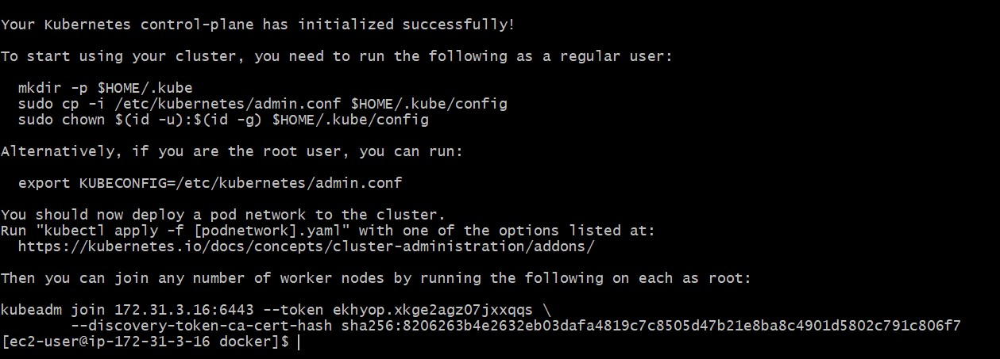 Your Kubernetes control-plane has initialized successfully!
To start using your cluster, you need to run the following as a regular user:
mkdir -p $HOME/.kube
sudo cp -i /etc/kubernetes/admin.conf $HOME/.kube/config
sudo chown $(id -u):$(id -g) $HOME/.kube/config
Alternatively, if you are the root user, you can run:
export KUBECONFIG=/etc/kubernetes/admin.conf
You should now deploy a pod network to the cluster.
Run "kubectl apply -f [podnetwork].yaml" with one of the options listed at:
https://kubernetes.io/docs/concepts/cluster-administration/addons/
Then you can join any number of worker nodes by running the following on each as root:
kubeadm join 172.31.3.16:6443 --token ekhyop.xkge2agz07jxxqqs \
--discovery-token-ca-cert-hash sha256:8206263b4e2632eb03dafa4819c7c8505d47b21e8ba8c4901d5802c791c806f7
[ec2-user@ip-172-31-3-16 docker]$